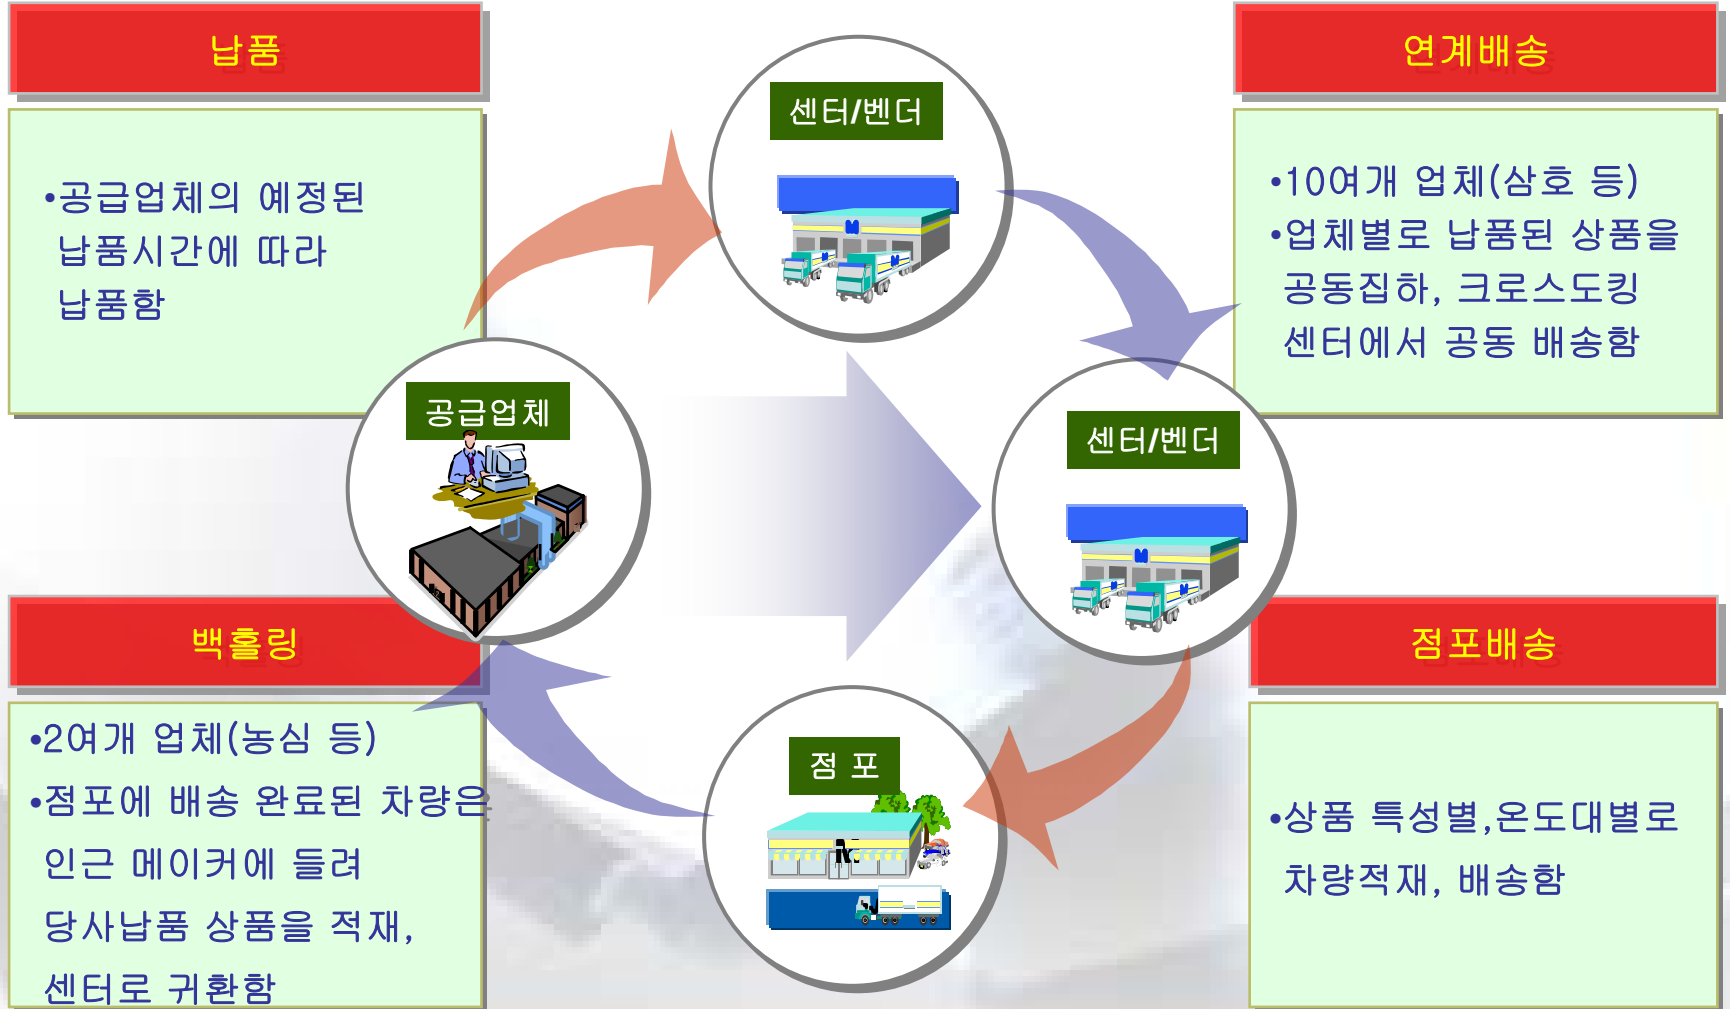 납품
•공급업체의 예정된
납품시간에 따라
납품함
센터/벤더
연계배송
•10여개 업체(삼호 등)
•업체별로 납품된 상품을
공동집하, 크로스도킹
센터에서 공동 배송함
공급업체
센터/벤더
백홀링
•2여개 업체(농심 등)
•점포에 배송 완료된 차량은
인근 메이커에 들려
당사납품 상품을 적재,
센터로 귀환함
점 포
점포배송
•상품 특성별,온도대별로
차량적재, 배송함